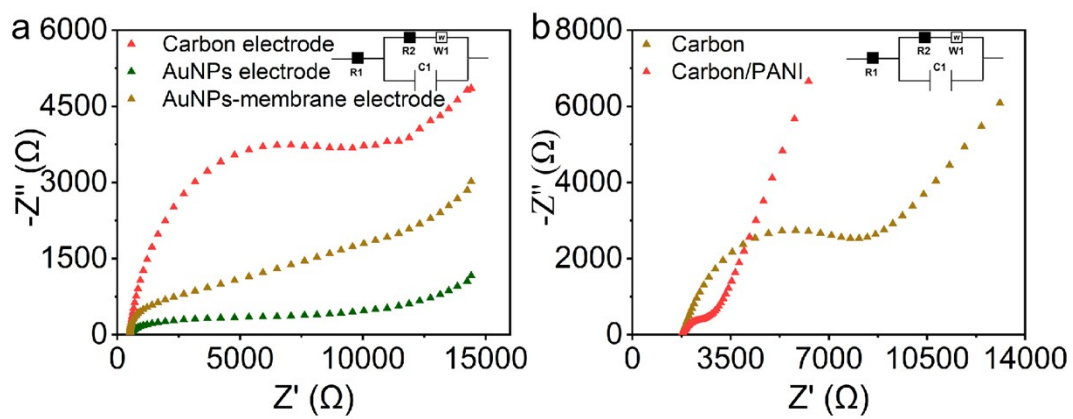 a
6000
4500
3000
1500
0
-Z'' (Ω)
Carbon electrode
AuNPs electrode
AuNPs-membrane electrode
R1
R2
W
W1
C1
0
5000
10000
15000
Z' (Ω)
b
8000
6000
4000
2000
0
-Z'' (Ω)
Carbon
Carbon/PANI
R1
R2
W
W1
C1
0
3500
7000
10500
14000
Z' (Ω)